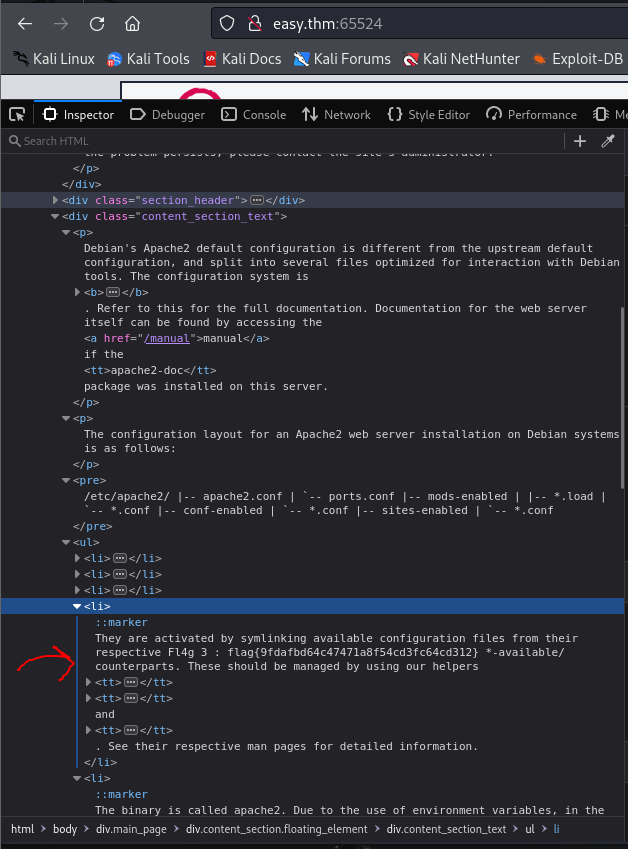 easy.thm:65524
Kali Linux Kali Tools Kali Docs Kali Forums Kali NetHunter Exploit-DB
Inspector Debugger Console Network Style Editor Performance
Search HTML
the problem persists, please contact the site's administrator.
</p>
</div>
<div class="section_header"></div>
<div class="content_section_text">
<p>
Debian's Apache2 default configuration is different from the upstream default
configuration, and split into several files optimized for interaction with Debian
tools. The configuration system is
<b></b>
. Refer to this for the full documentation. Documentation for the web server
itself can be found by accessing the
<a href="/manual">manual</a>
if the
<tt>apache2-doc</tt>
package was installed on this server.
</p>
<p>
The configuration layout for an Apache2 web server installation on Debian systems
is as follows:
</p>
<pre>
/etc/apache2/ |-- apache2.conf | `-- ports.conf |-- mods-enabled | |-- *.load |
`-- *.conf |-- conf-enabled | `-- *.conf |-- sites-enabled | `-- *.conf
</pre>
<ul>
<li></li>
<li></li>
<li></li>
<li>
::marker
They are activated by symlinking available configuration files from their
respective Fl4g 3 : flag{9fdafbd64c47471a8f54cd3fc64cd312} *-available/
counterparts. These should be managed by using our helpers
<tt></tt>
<tt></tt>
and
<tt></tt>
. See their respective man pages for detailed information.
</li>
<li>
::marker
The binary is called apache2. Due to the use of environment variables, in the
html > body > div.main_page > div.content_section.floating_element > div.content_section_text > ul > li